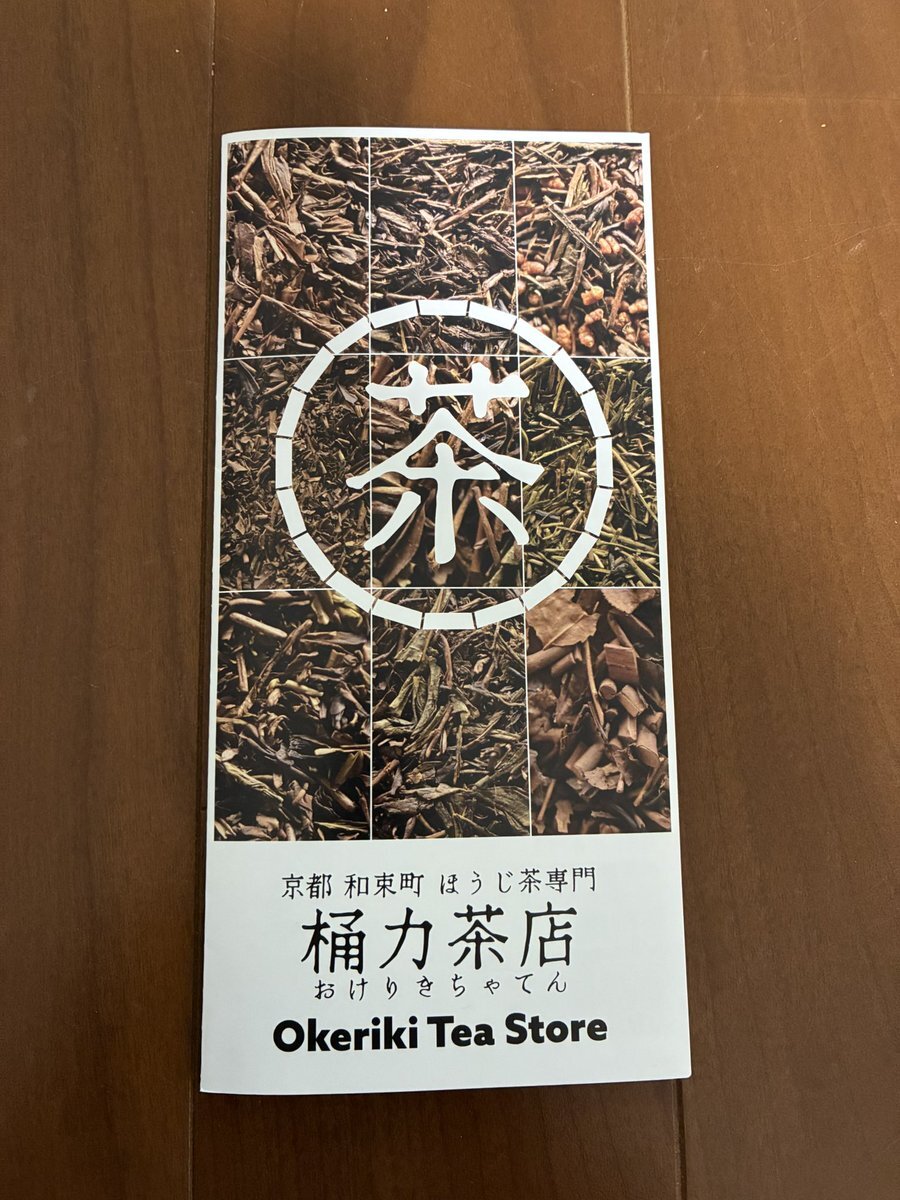 茶
京都 和束町 ほうじ茶専門
桶力茶店
おけりきちゃてん
Okeriki Tea Store